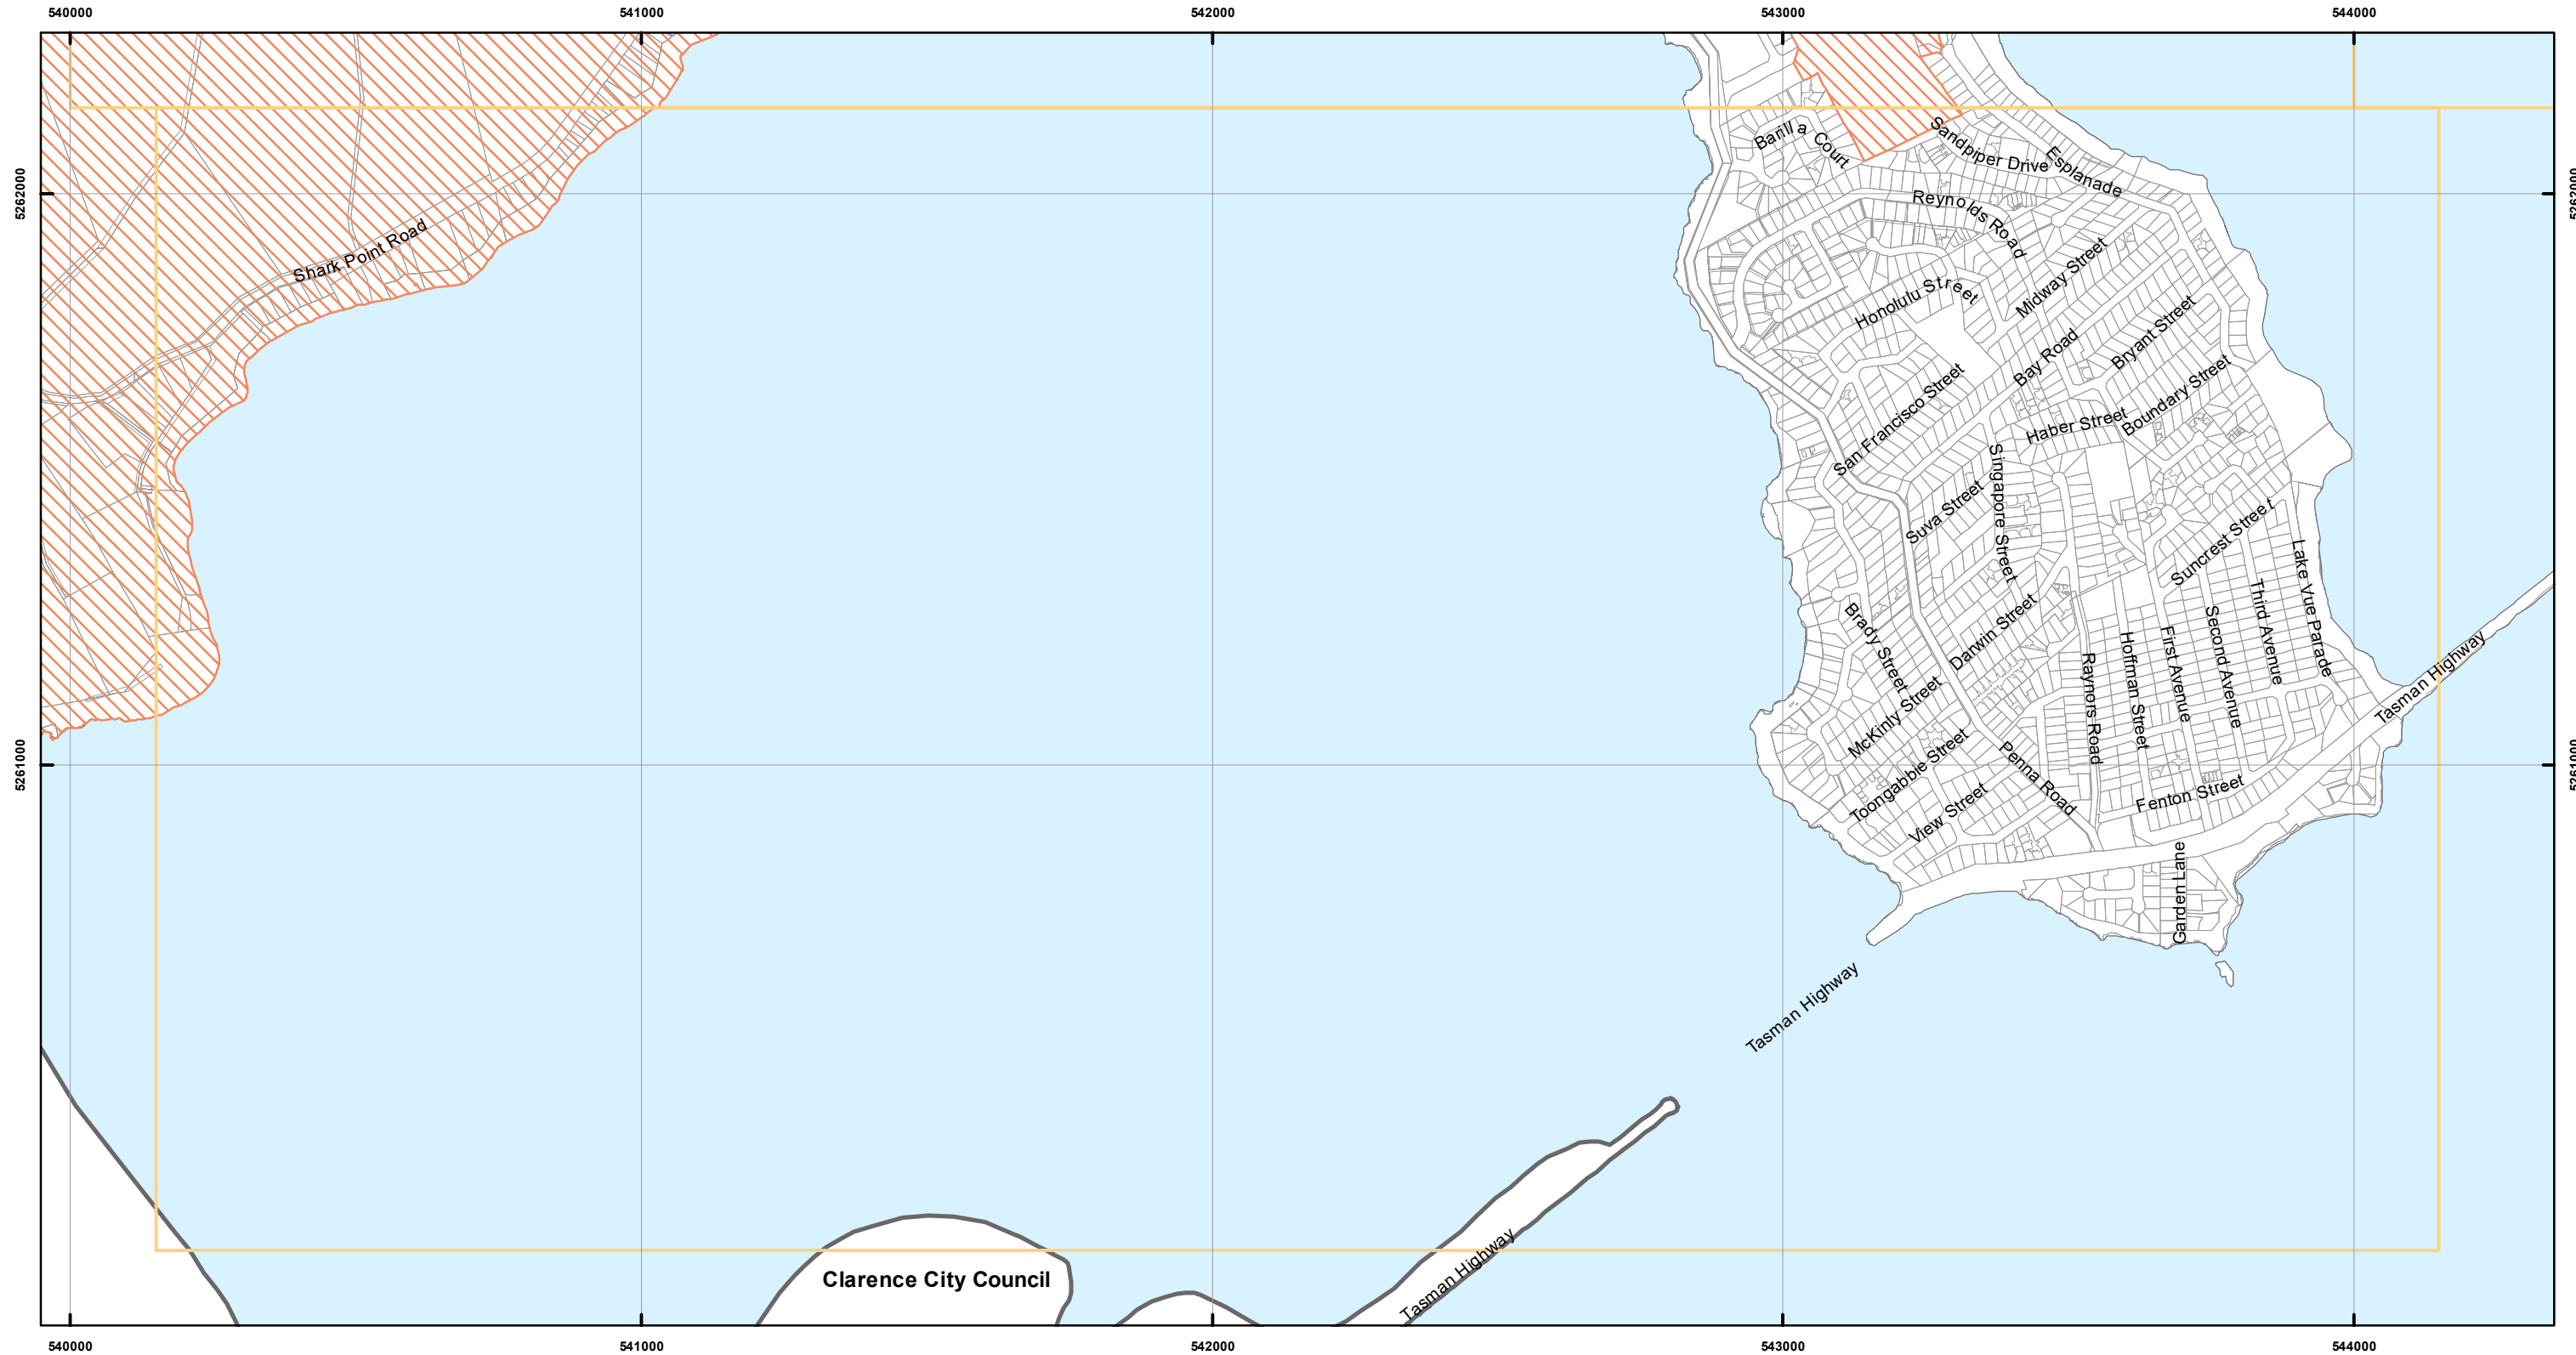 540000
541000
542000
543000
544000
5262000
5262000
Barilla Court
Sandpiper Drive
Esplanade
Reynolds Road
Shark Point Road
Midway Street
Honolulu Street
Bay Road
Bryant Street
San Francisco Street
Boundary Street
Haber Street
Singapore Street
Suva Street
Suncrest Street
Lake Vue Parade
Third Avenue
Second Avenue
First Avenue
Hoffman Street
Raynors Road
Darwin Street
Brady Street
Tasman Highway
McKinly Street
Toongabbie Street
Penna Road
5261000
5261000
View Street
Fenton Street
Garden Lane
Tasman Highway
Tasman Highway
Clarence City Council
540000
541000
542000
543000
544000